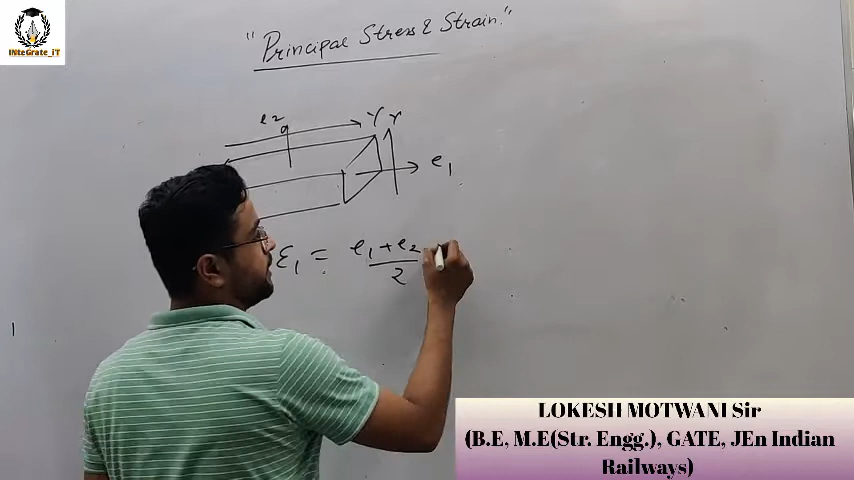 INteGrate_iT
"Principal Stress & Strain."
e2
γ γ
e1
ε1 = e1+e2
2
LOKESH MOTWANI Sir
(B.E, M.E(Str. Engg.), GATE, JEn Indian
Railways)